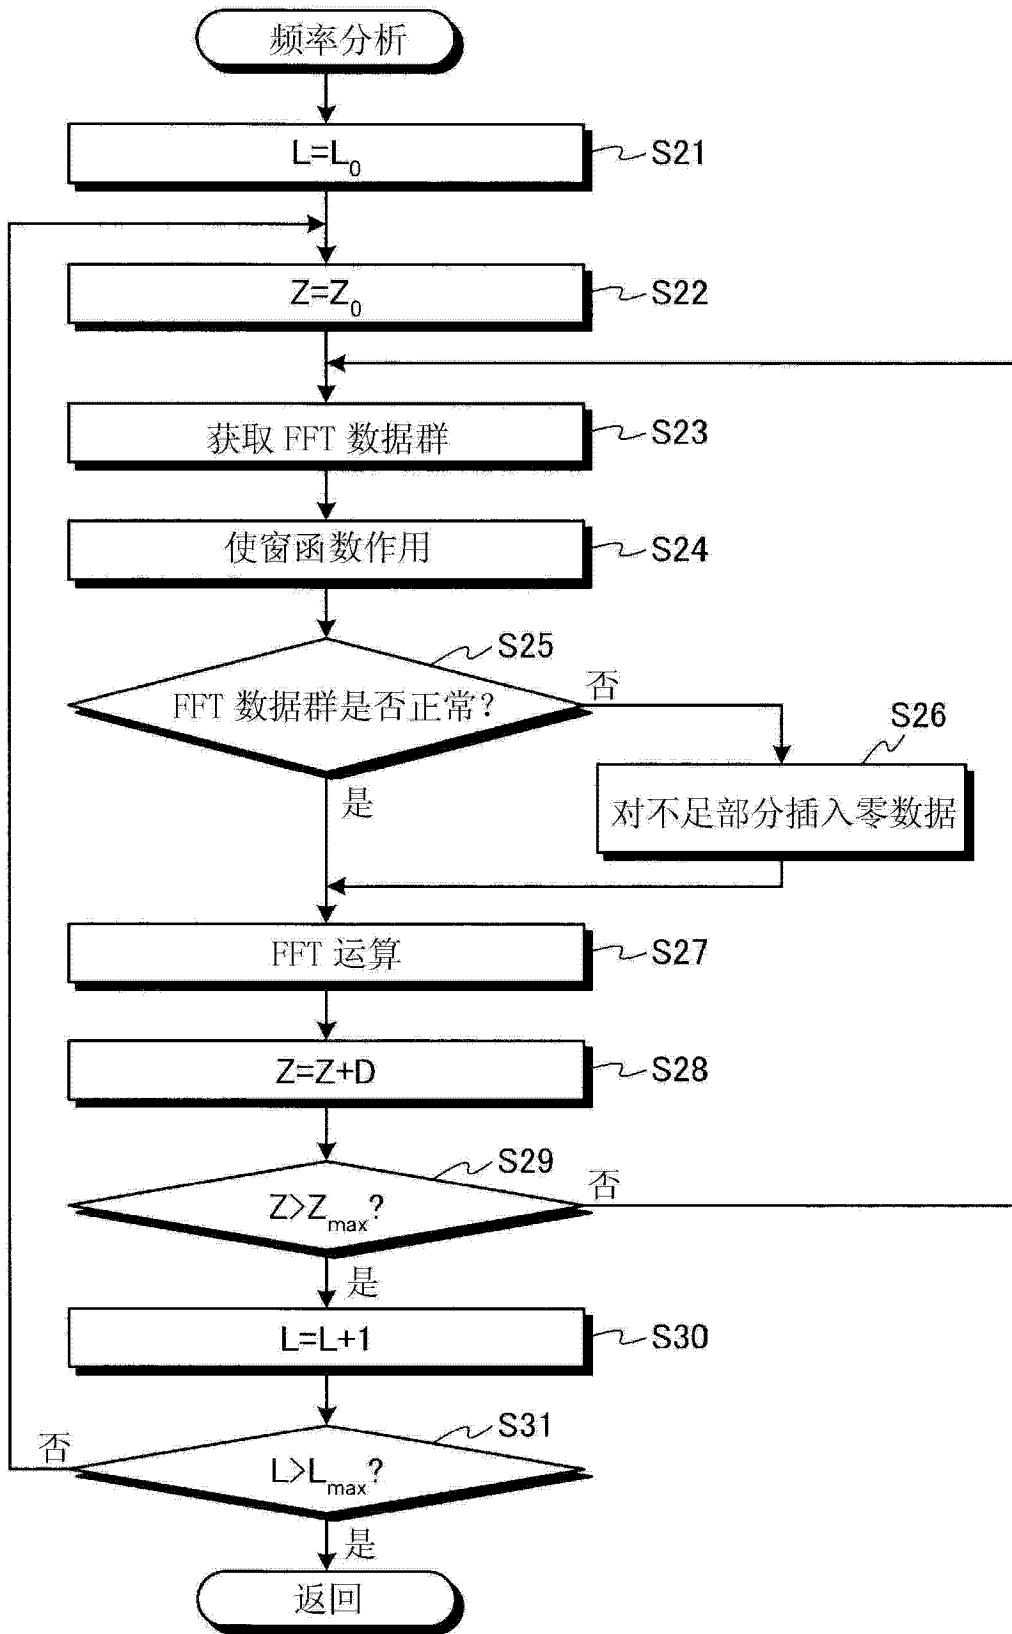 频率分析
L=L₀
S21
Z=Z₀
S22
获取 FFT 数据群
S23
使窗函数作用
S24
S25
FFT 数据群是否正常?
否
S26
是
对不足部分插入零数据
FFT 运算
S27
Z=Z+D
S28
S29
Z>Zmax?
否
是
L=L+1
S30
S31
否
L>Lmax?
是
返回